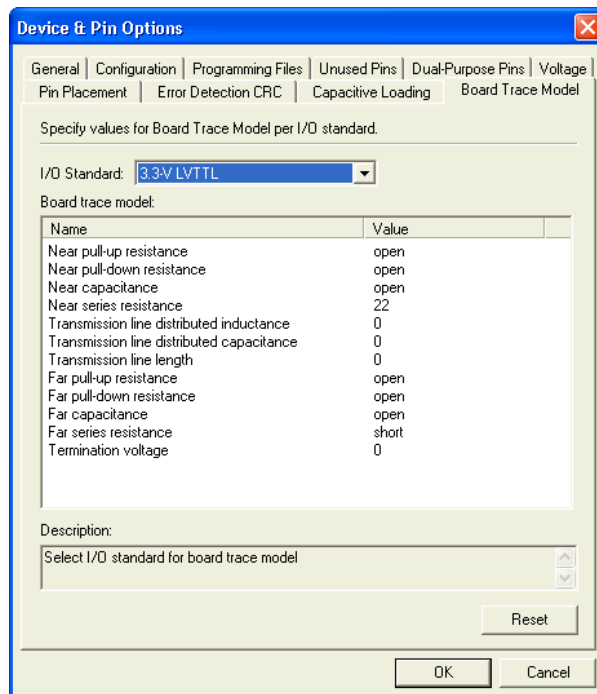 Device & Pin Options
General Configuration Programming Files Unused Pins Dual-Purpose Pins Voltage
Pin Placement Error Detection CRC Capacitive Loading Board Trace Model
Specify values for Board Trace Model per I/O standard.
I/O Standard: 3.3-V LVTTL
Board trace model:
Name Value
Near pull-up resistance open
Near pull-down resistance open
Near capacitance open
Near series resistance 22
Transmission line distributed inductance 0
Transmission line distributed capacitance 0
Transmission line length 0
Far pull-up resistance open
Far pull-down resistance open
Far capacitance open
Far series resistance short
Termination voltage 0
Description:
Select I/O standard for board trace model
Reset
OK Cancel